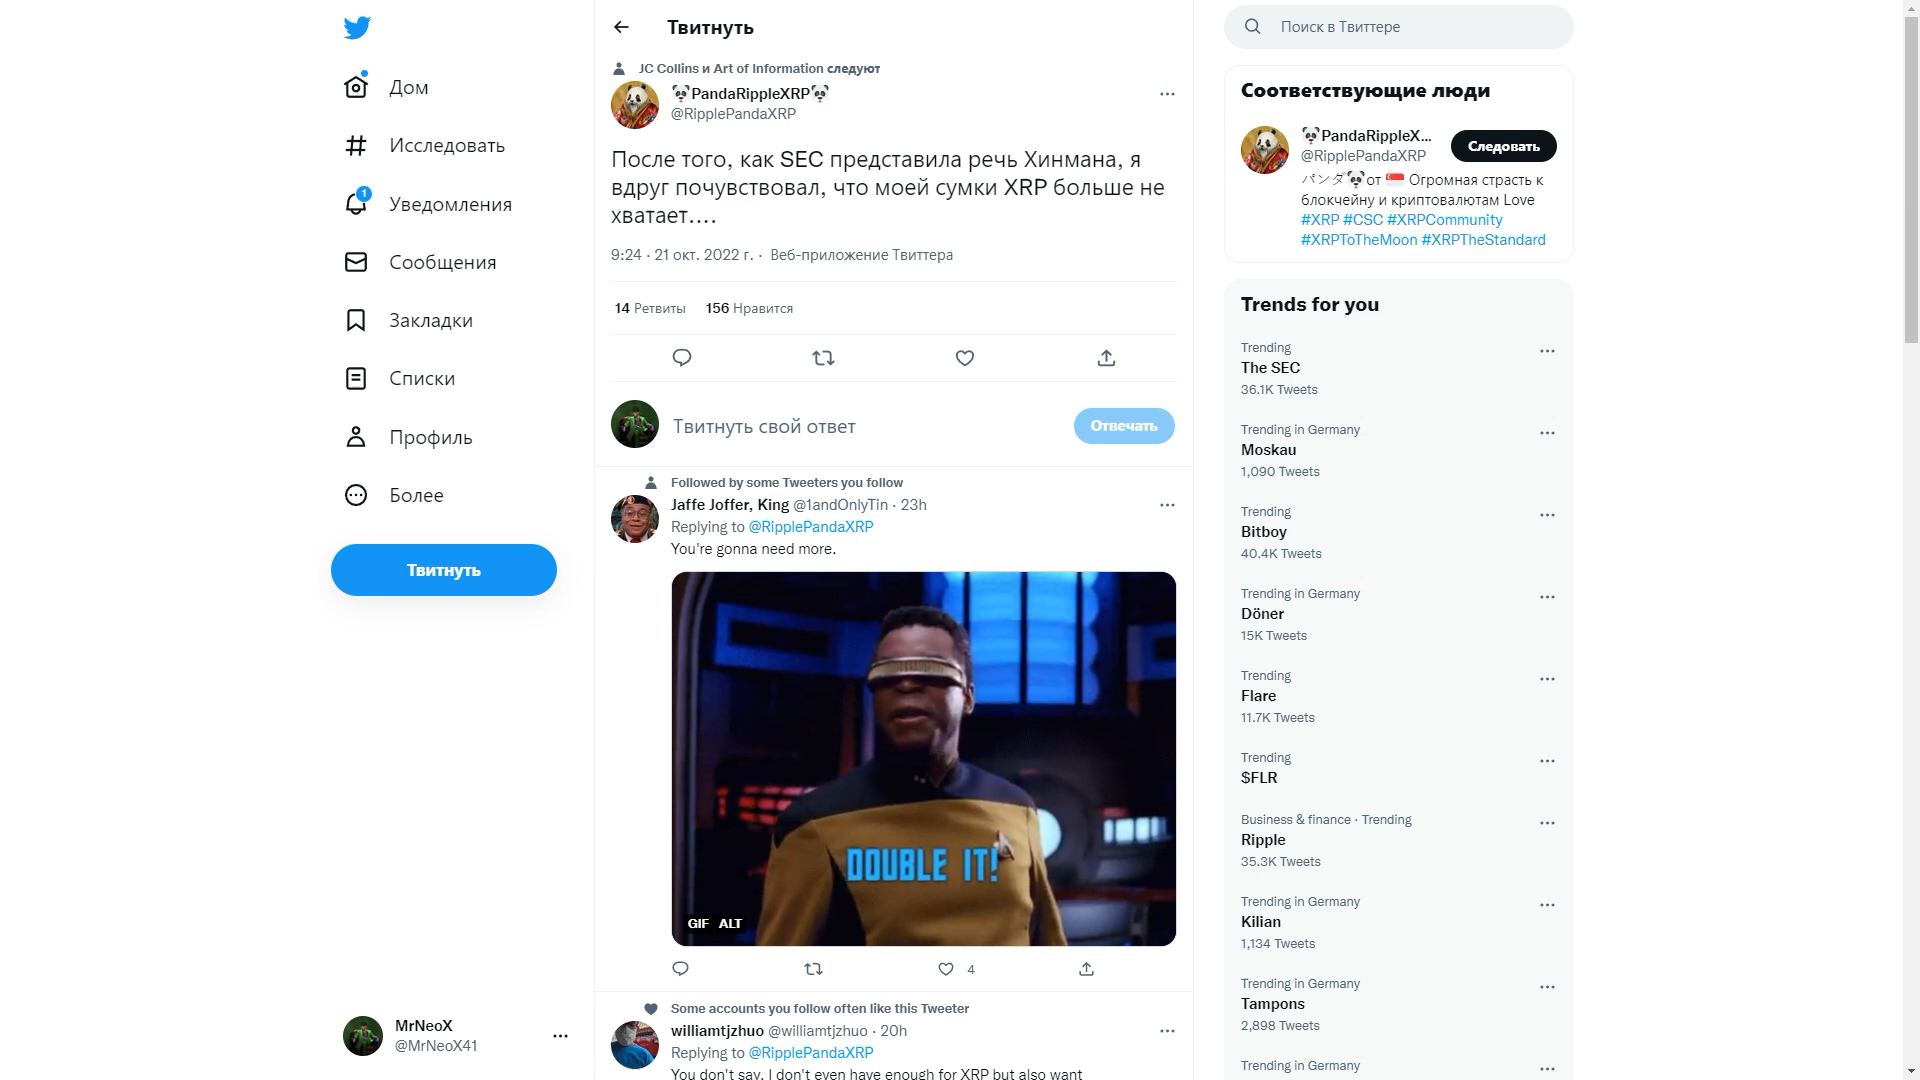 Дом
Исследовать
1
Уведомления
Сообщения
Закладки
Списки
Профиль
Более
Твитнуть
MrNeoX
@MrNeoX41
Твитнуть
JC Collins и Art of Information следуют
🐼PandaRippleXRP🐼
@RipplePandaXRP
После того, как SEC представила речь Хинмана, я
вдруг почувствовал, что моей сумки XRP больше не
хватает....
9:24 · 21 окт. 2022 г. · Веб-приложение Твиттера
14 Ретвиты 156 Нравится
Твитнуть свой ответ
Отвечать
Followed by some Tweeters you follow
Jaffe Joffer, King @1andOnlyTin · 23h
Replying to @RipplePandaXRP
You're gonna need more.
DOUBLE IT!
GIF ALT
4
Some accounts you follow often like this Tweeter
williamtjzhuo @williamtjzhuo · 20h
Replying to @RipplePandaXRP
You don't say. I don't even have enough for XRP but also want
Поиск в Твиттере
Соответствующие люди
🐼PandaRippleX...
@RipplePandaXRP
Следовать
パンダ🐼от 🇸🇬 Огромная страсть к
блокчейну и криптовалютам Love
#XRP #CSC #XRPCommunity
#XRPToTheMoon #XRPTheStandard
Trends for you
Trending
The SEC
36.1K Tweets
Trending in Germany
Moskau
1,090 Tweets
Trending
Bitboy
40.4K Tweets
Trending in Germany
Döner
15K Tweets
Trending
Flare
11.7K Tweets
Trending
$FLR
Business & finance · Trending
Ripple
35.3K Tweets
Trending in Germany
Kilian
1,134 Tweets
Trending in Germany
Tampons
2,898 Tweets
Trending in Germany